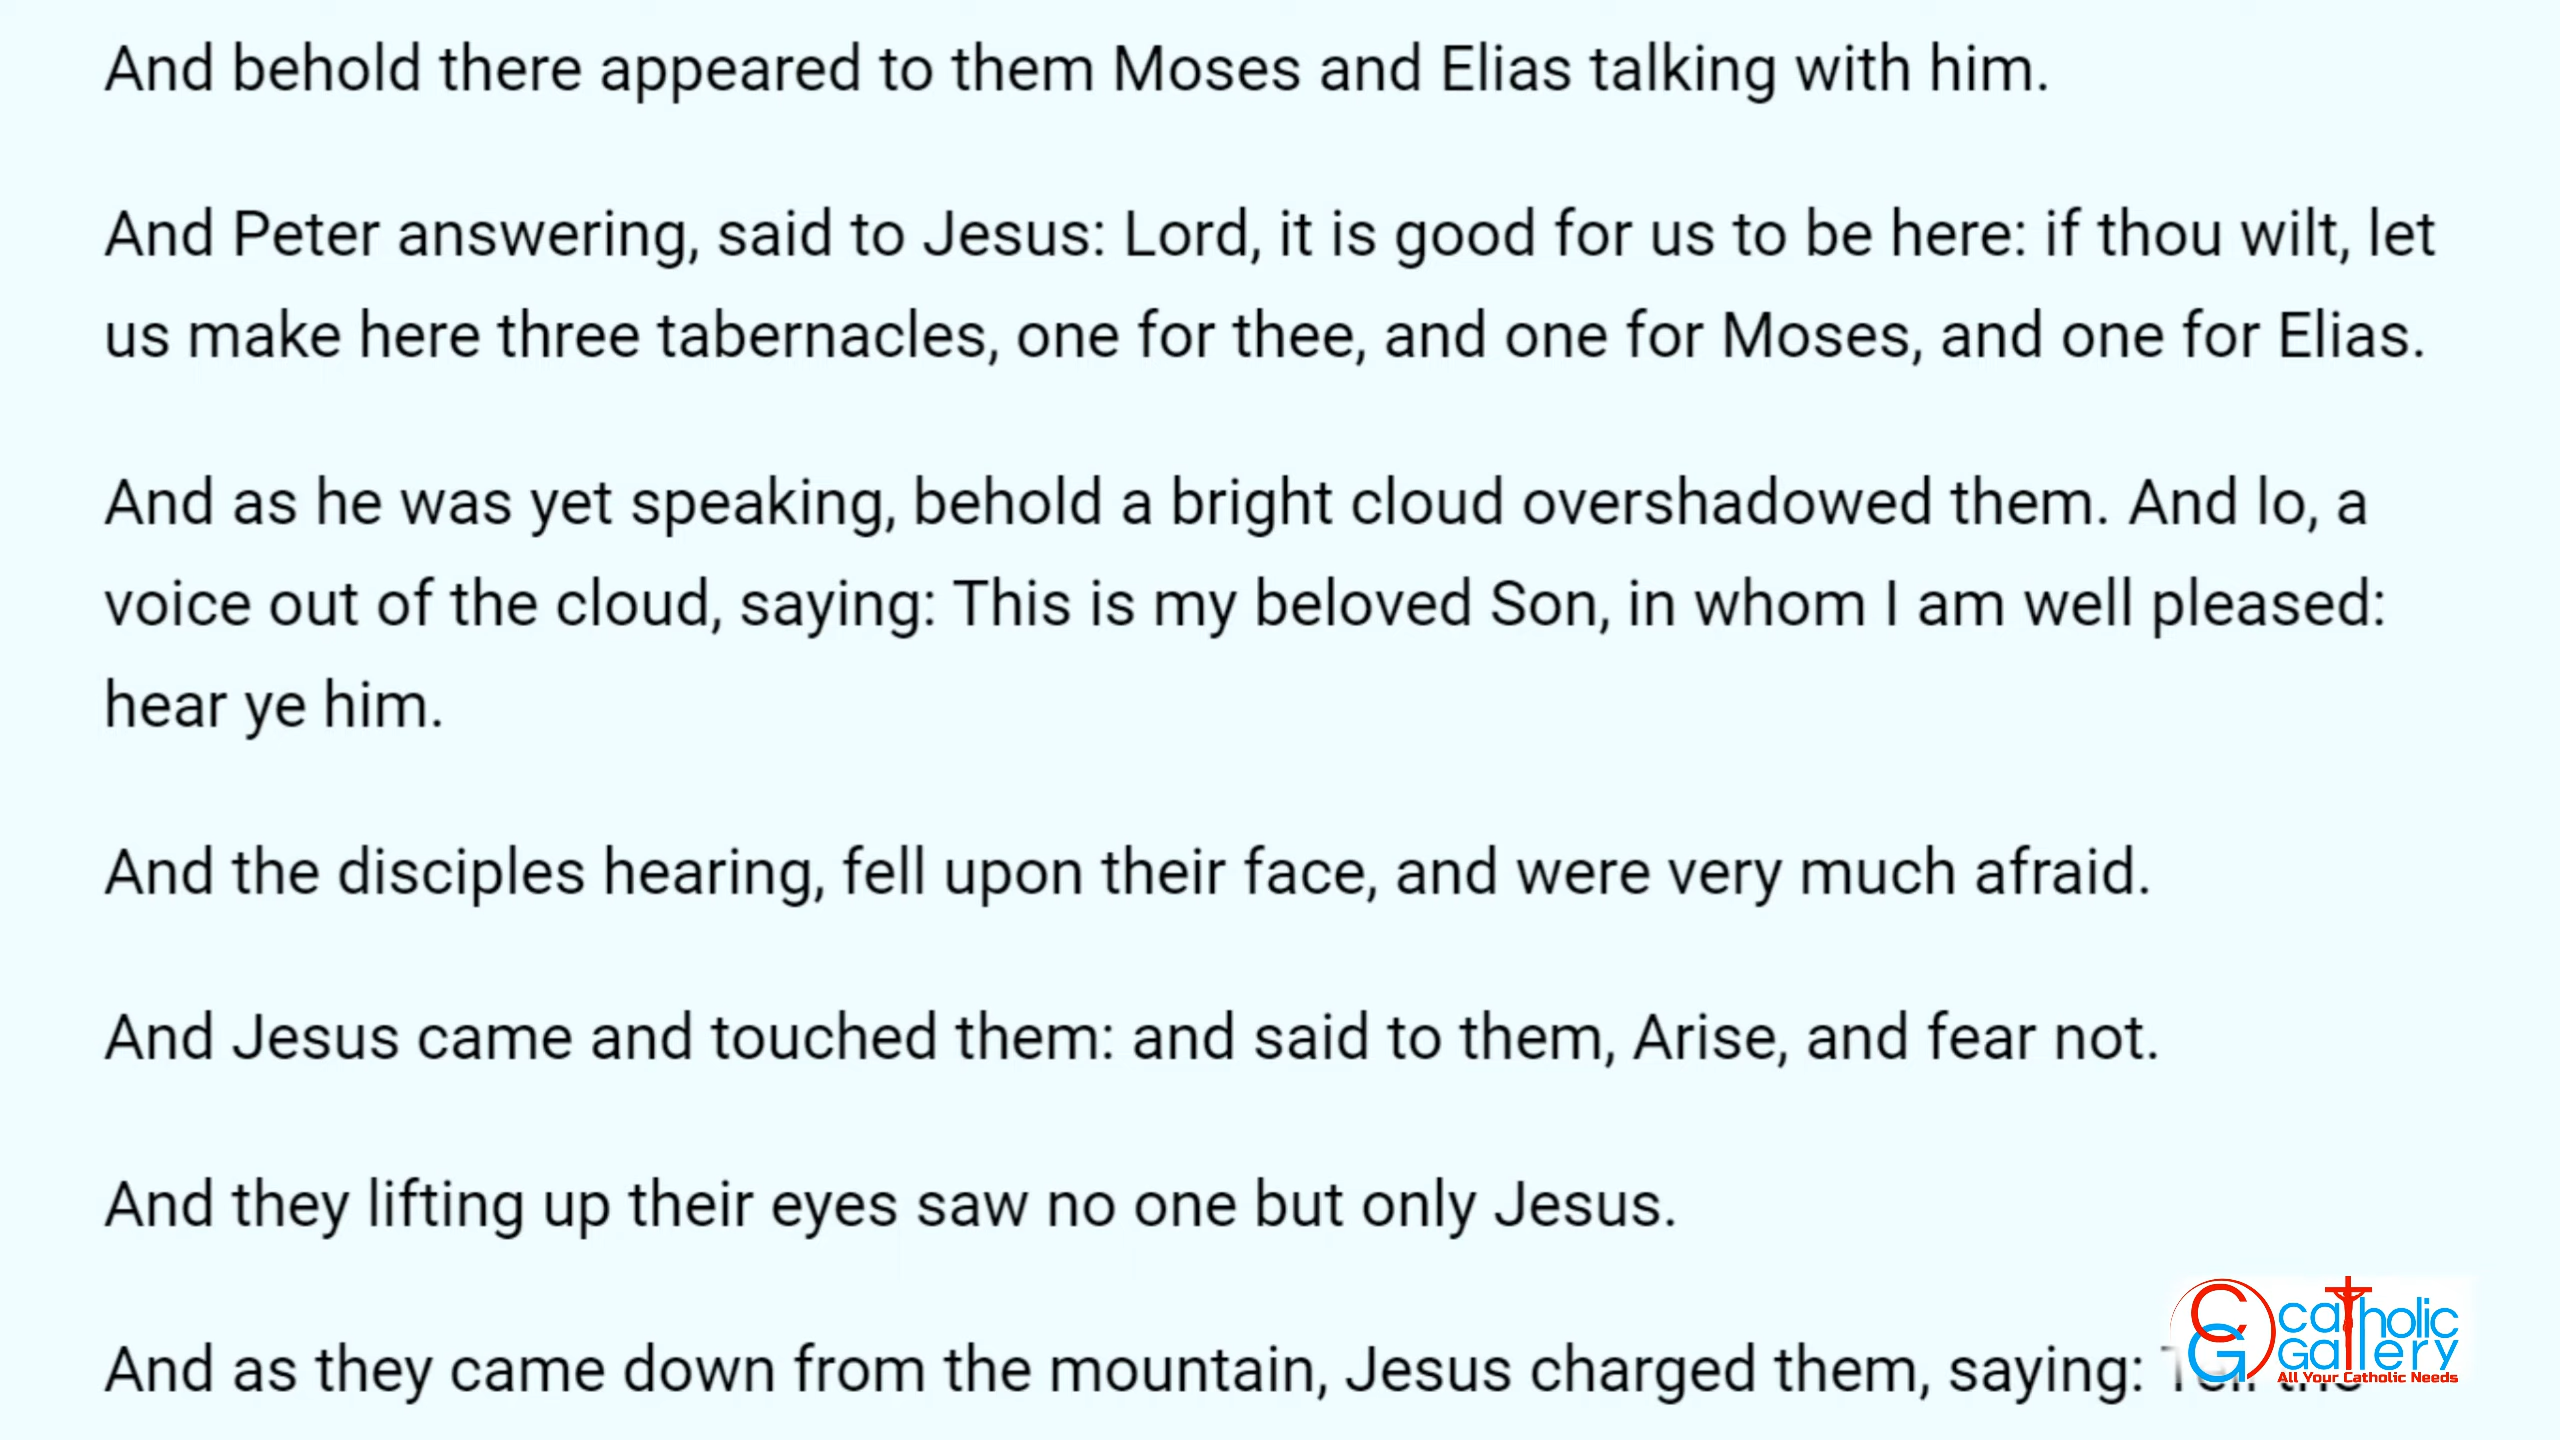 And behold there appeared to them Moses and Elias talking with him.
And Peter answering, said to Jesus: Lord, it is good for us to be here: if thou wilt, let
us make here three tabernacles, one for thee, and one for Moses, and one for Elias.
And as he was yet speaking, behold a bright cloud overshadowed them. And lo, a
voice out of the cloud, saying: This is my beloved Son, in whom I am well pleased:
hear ye him.
And the disciples hearing, fell upon their face, and were very much afraid.
And Jesus came and touched them: and said to them, Arise, and fear not.
And they lifting up their eyes saw no one but only Jesus.
And as they came down from the mountain, Jesus charged them, saying:
CG
catholic
Gallery
All Your Catholic Needs